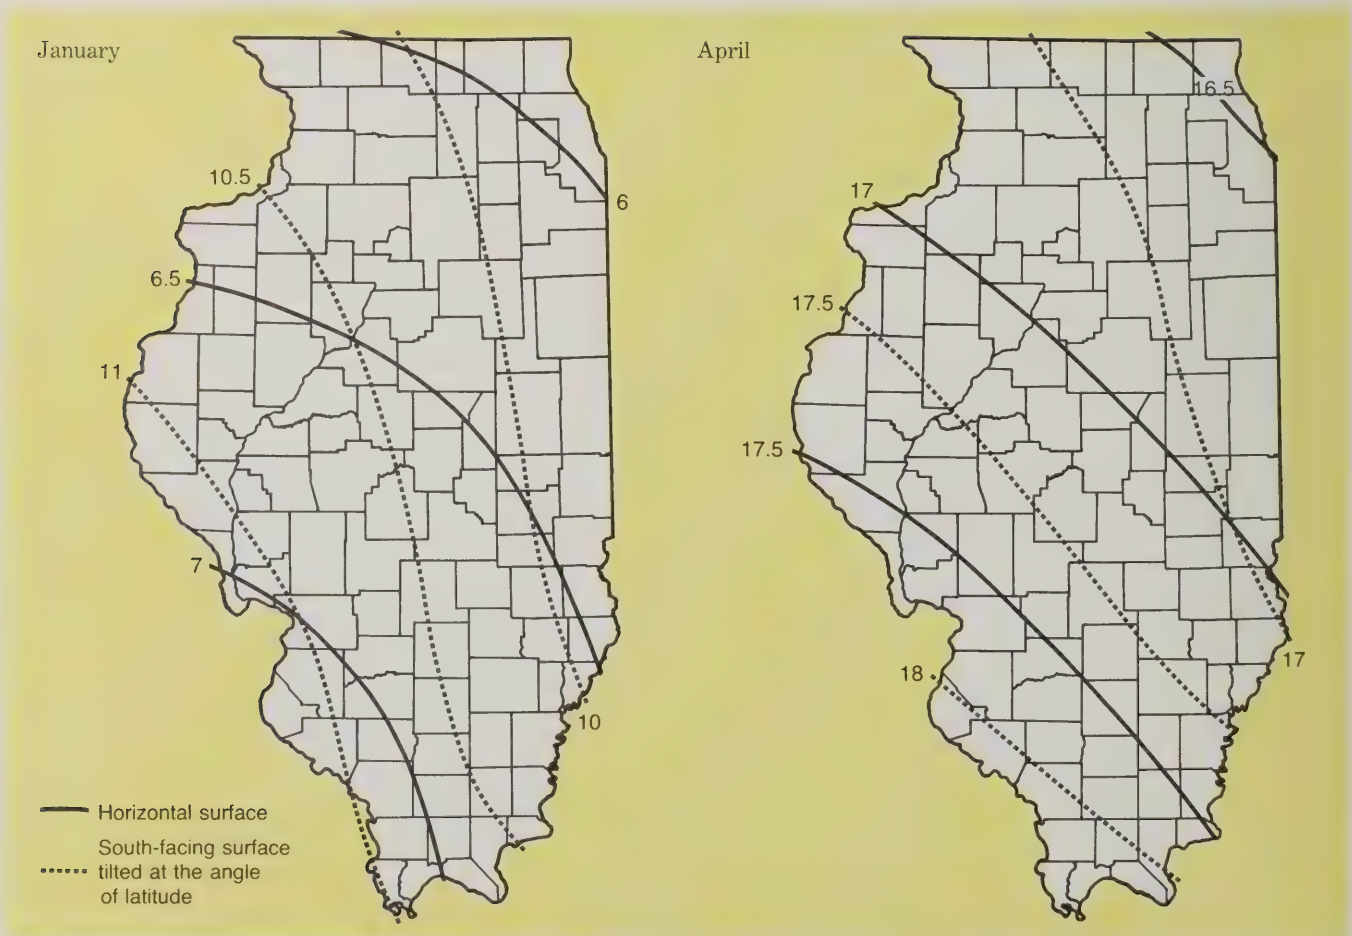 January
10.5
6
6.5
11
7
10
Horizontal surface
South-facing surface
tilted at the angle
of latitude
April
16.5
17
17.5
17.5
18
17